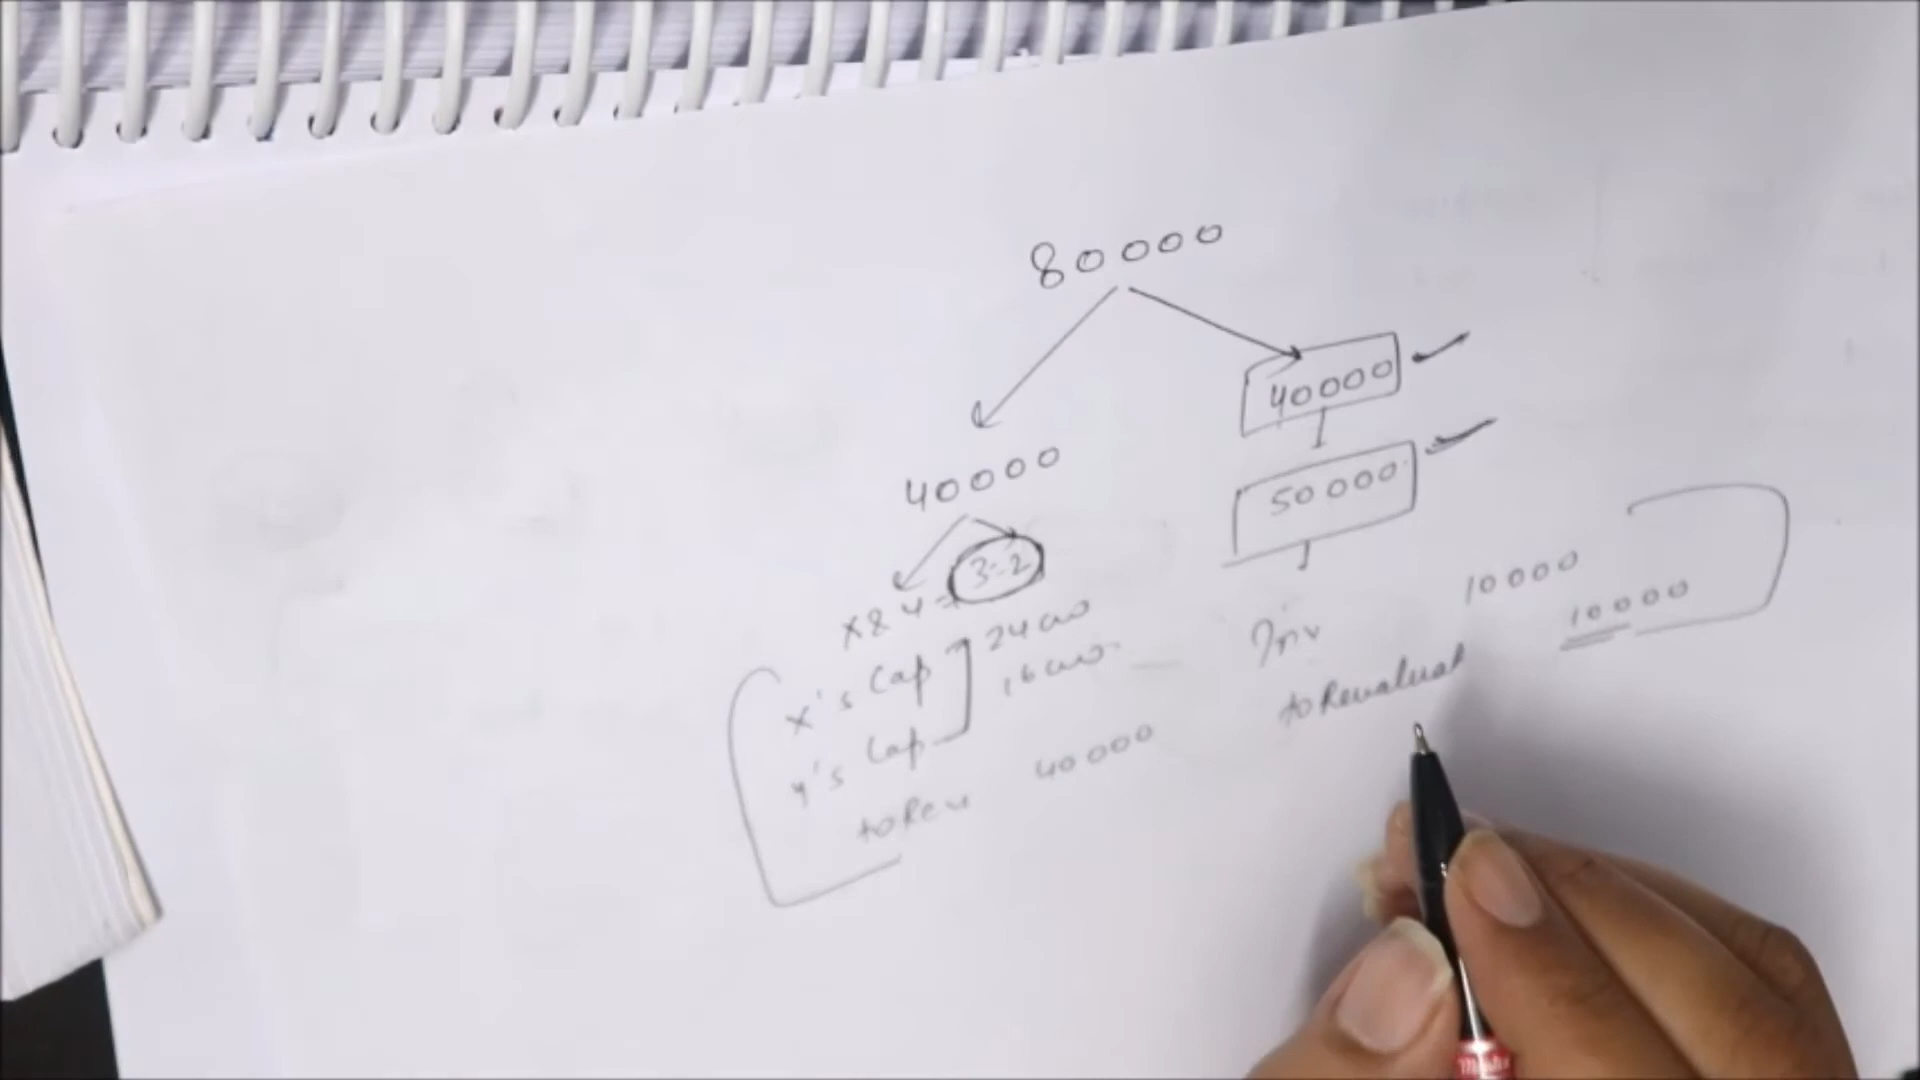 80000
40000
40000
50000
3:2
X & Y =
X's Cap 24000
Y's Cap 16000
to Rev 40000
Inv 10000
to Revaluat 10000